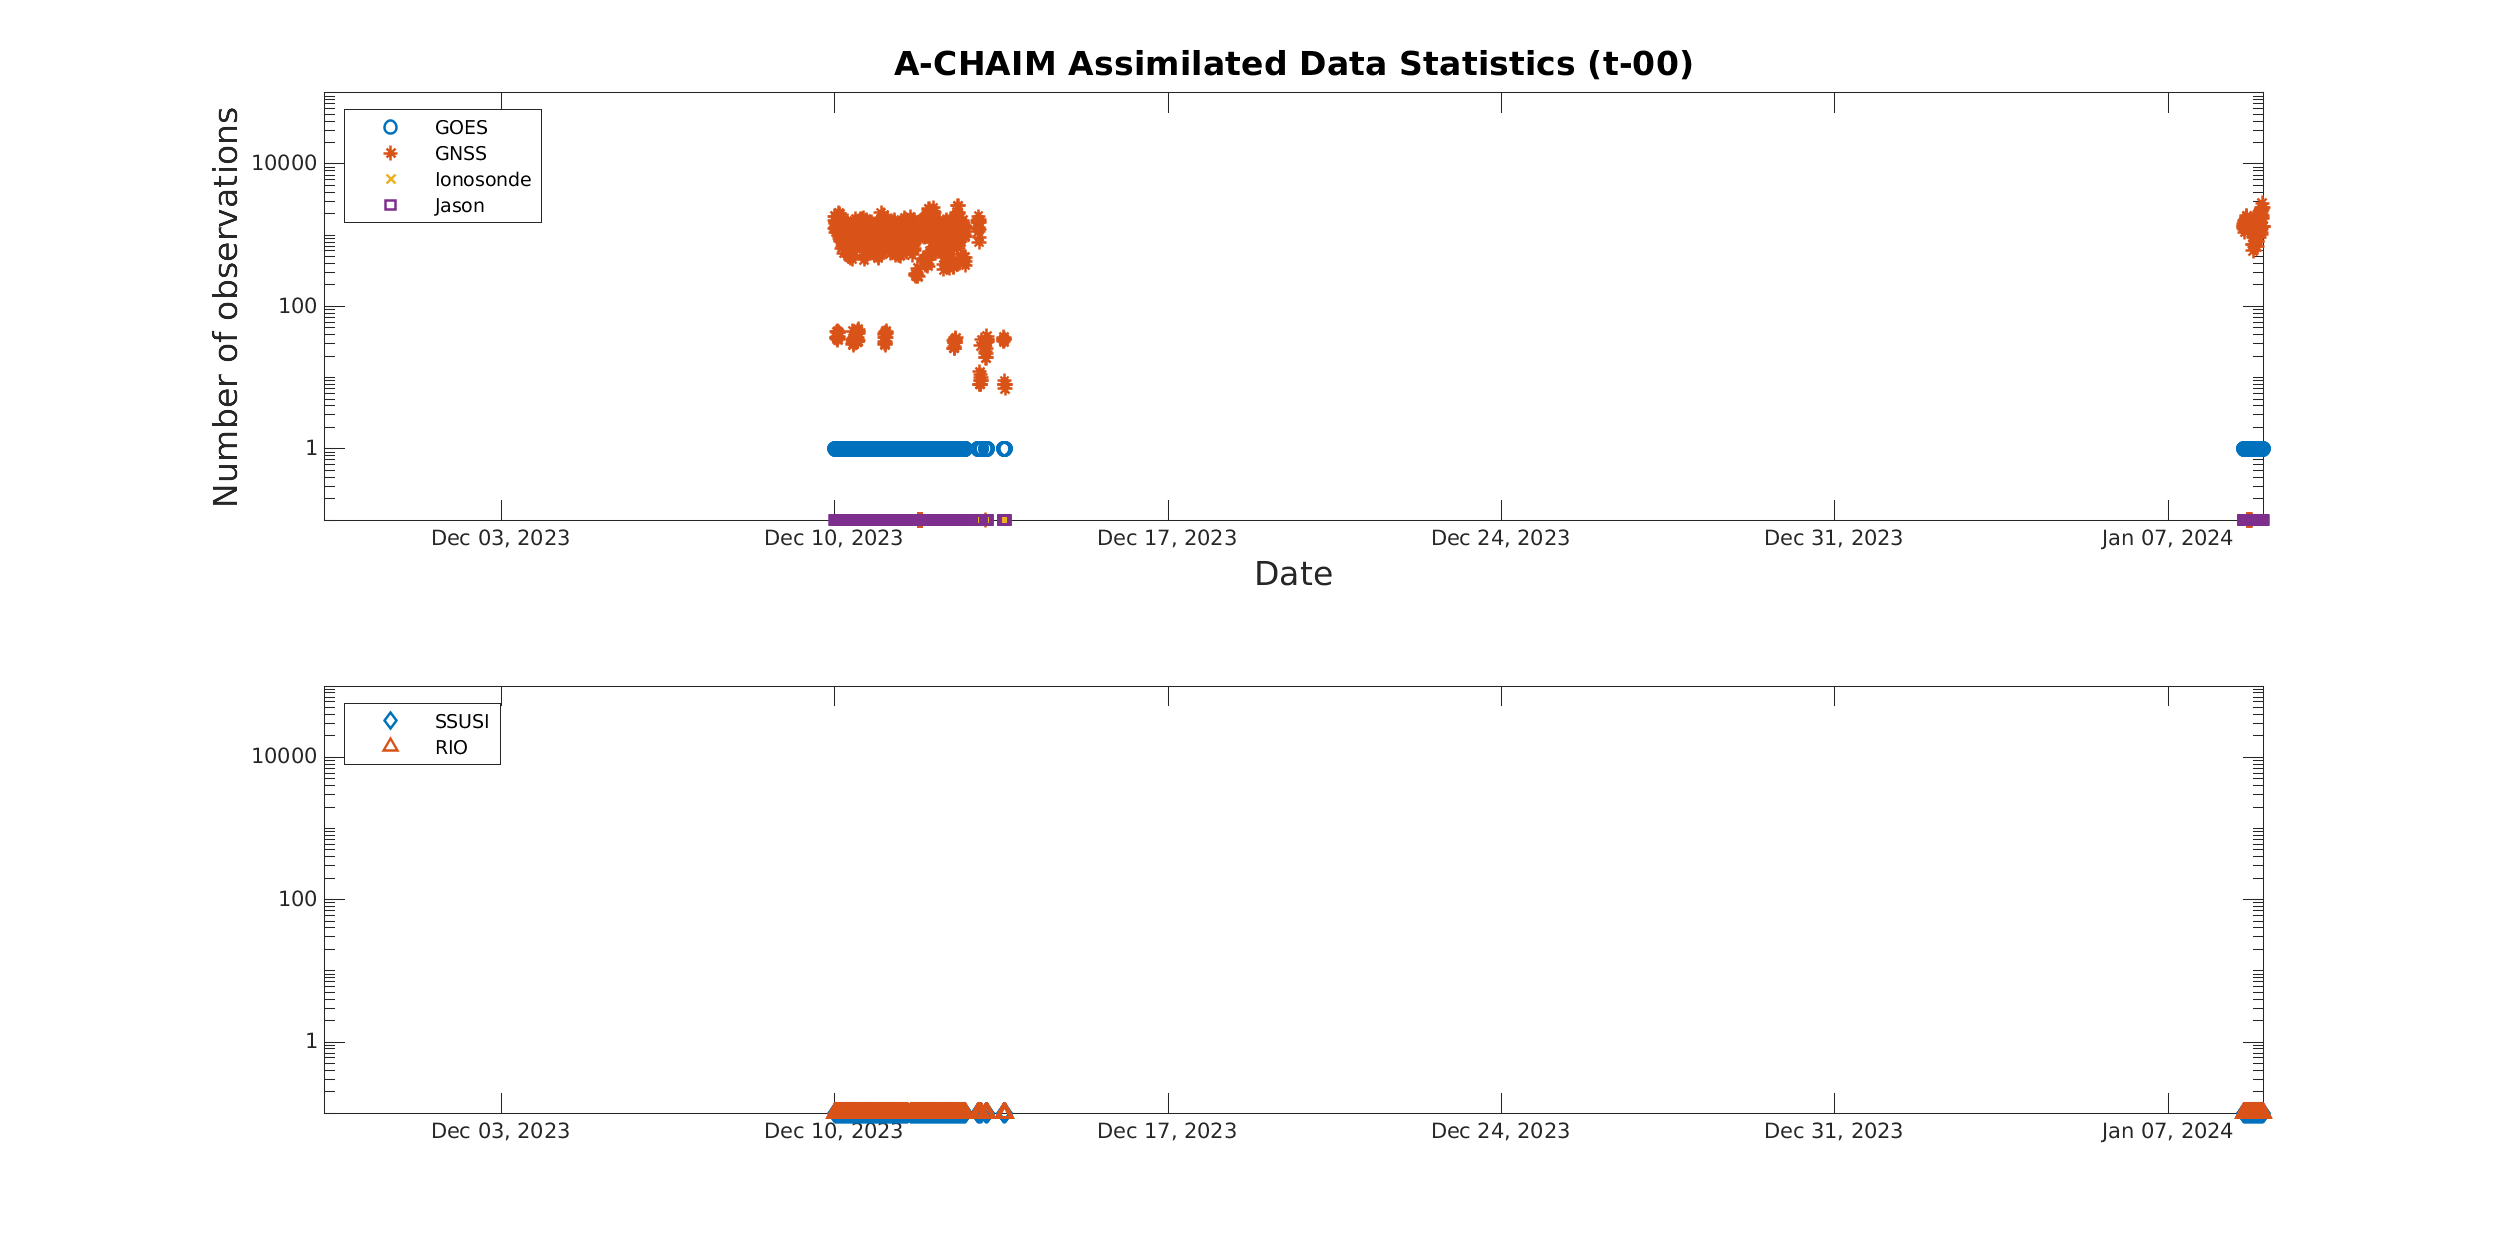 A-CHAIM Assimilated Data Statistics (t-00)
Number of observations
10000
100
1
GOES
GNSS
Ionosonde
Jason
Dec 03, 2023
Dec 10, 2023
Dec 17, 2023
Dec 24, 2023
Dec 31, 2023
Jan 07, 2024
Date
10000
100
1
SSUSI
RIO
Dec 03, 2023
Dec 10, 2023
Dec 17, 2023
Dec 24, 2023
Dec 31, 2023
Jan 07, 2024